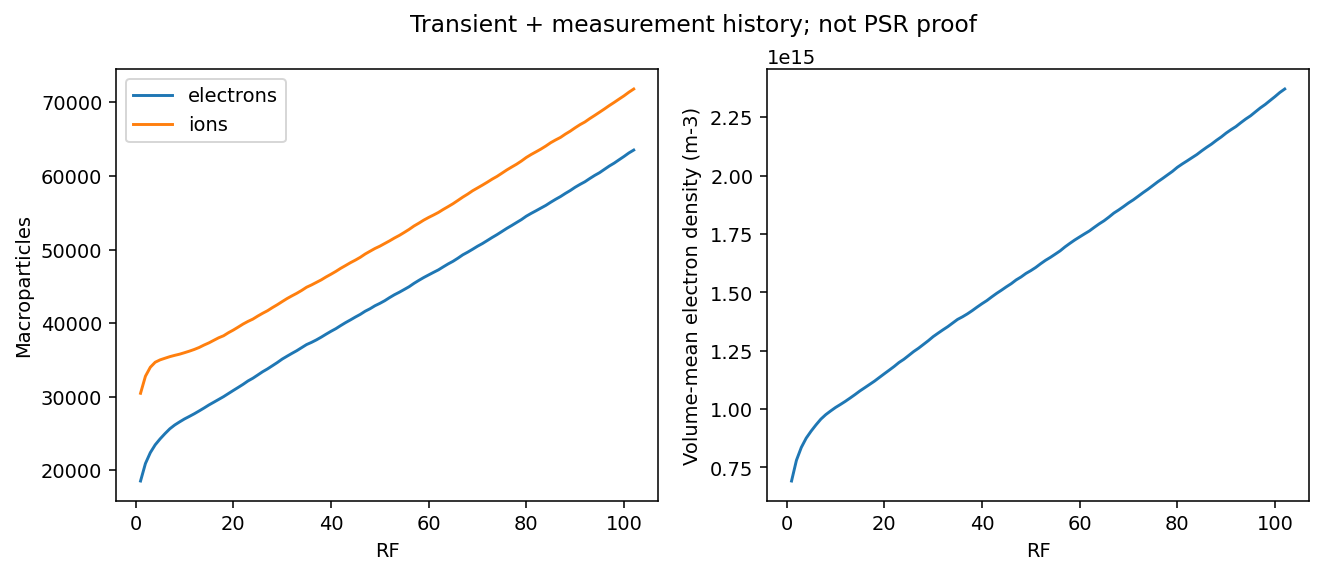 Transient + measurement history; not PSR proof
electrons
ions
Macroparticles
70000
60000
50000
40000
30000
20000
0 20 40 60 80 100
RF
1e15
Volume-mean electron density (m-3)
2.25
2.00
1.75
1.50
1.25
1.00
0.75
0 20 40 60 80 100
RF